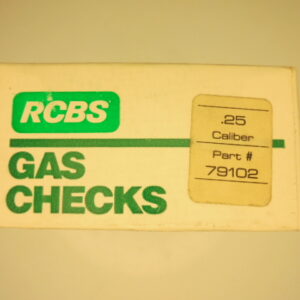 RCBS
GAS
CHECKS
.25
Caliber
Part #
79102